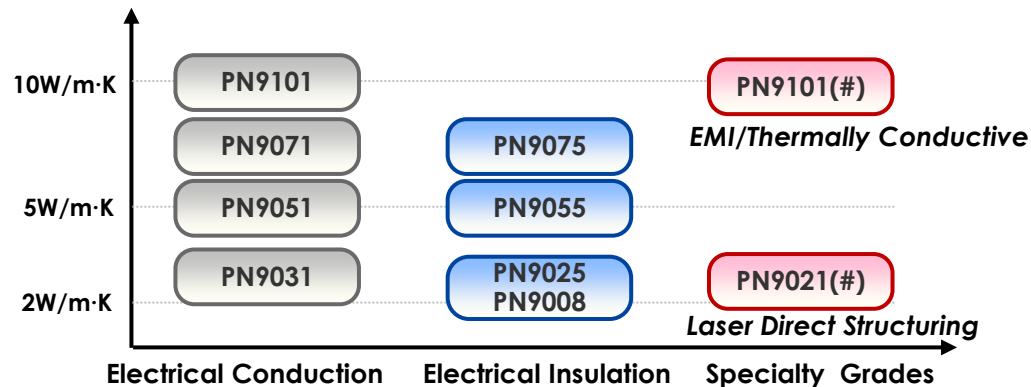 10W/m·K
PN9101
PN9101(#)
EMI/Thermally Conductive
PN9071
PN9075
5W/m·K
PN9051
PN9055
PN9031
PN9025
PN9008
PN9021(#)
2W/m·K
Laser Direct Structuring
Electrical Conduction
Electrical Insulation
Specialty Grades